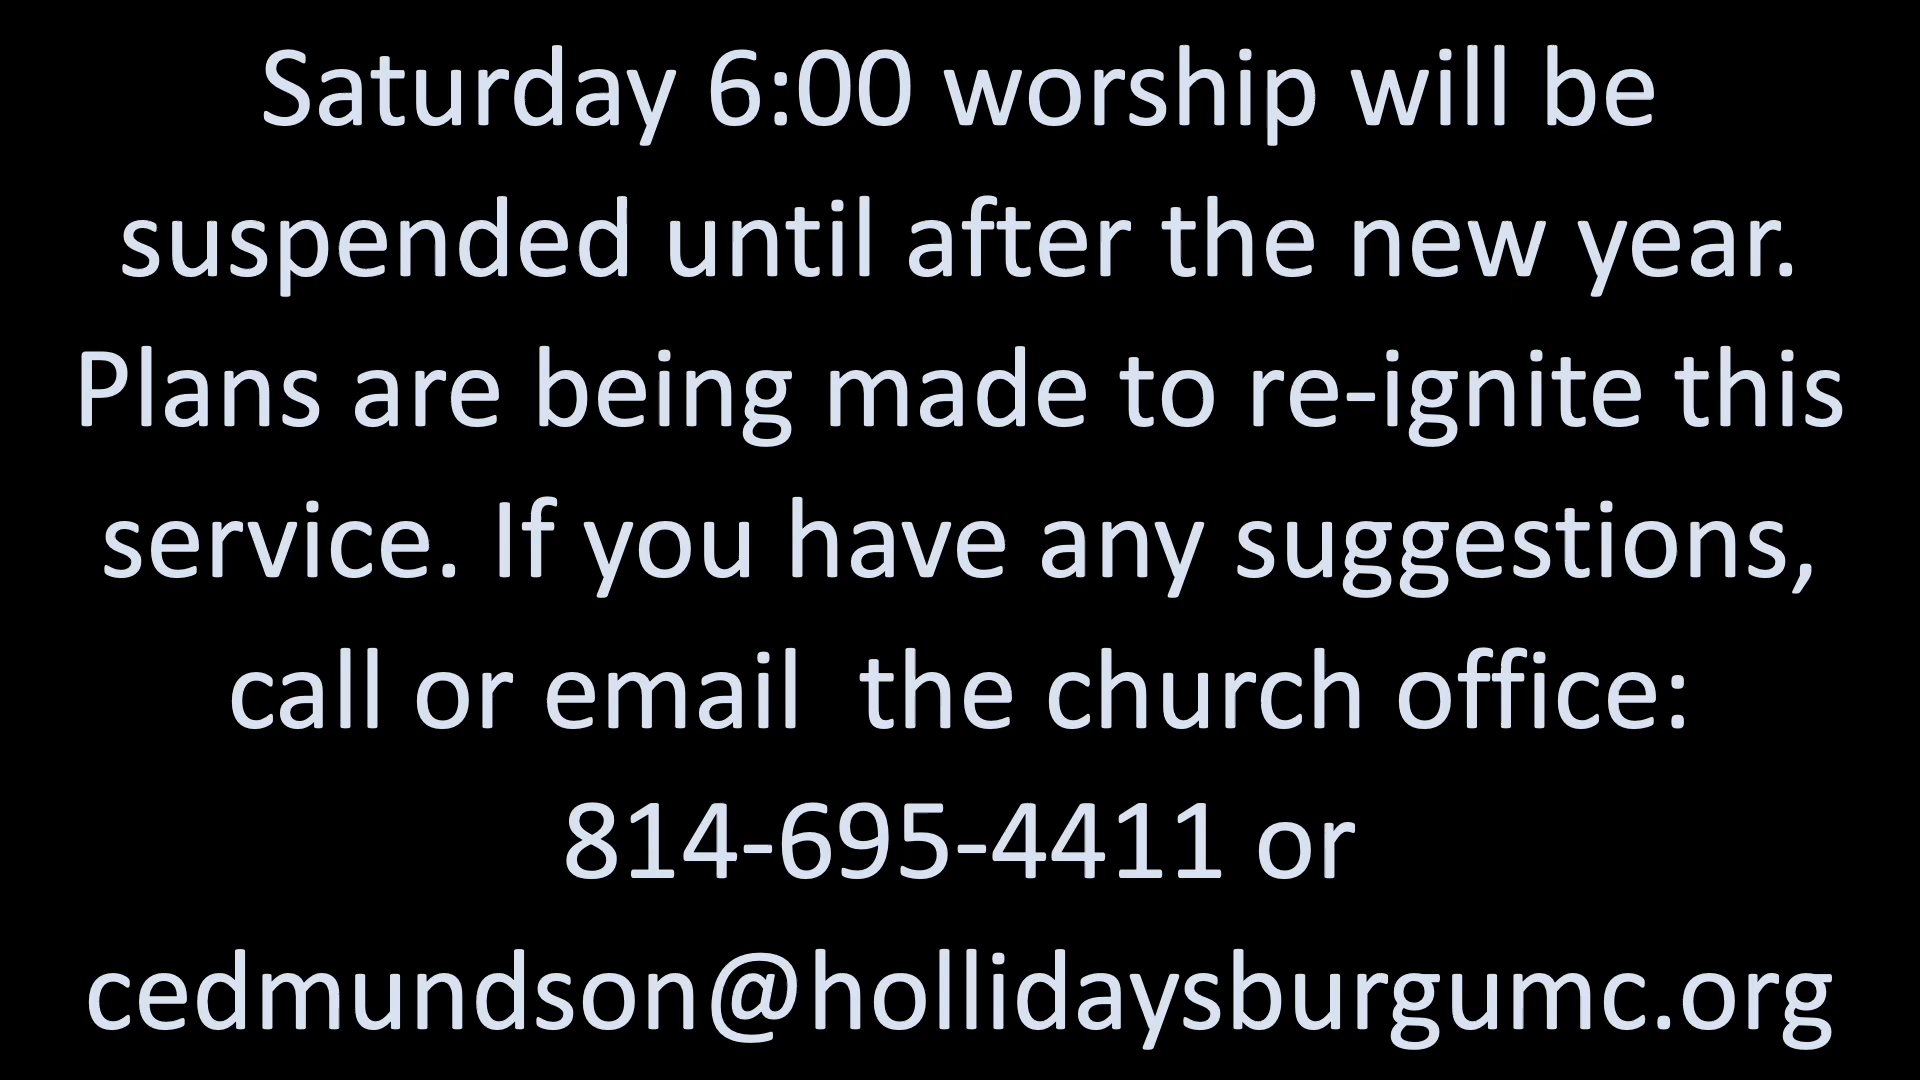 Saturday 6:00 worship will be
suspended until after the new year.
Plans are being made to re-ignite this
service. If you have any suggestions,
call or email  the church office:
814-695-4411 or
cedmundson@hollidaysburgumc.org